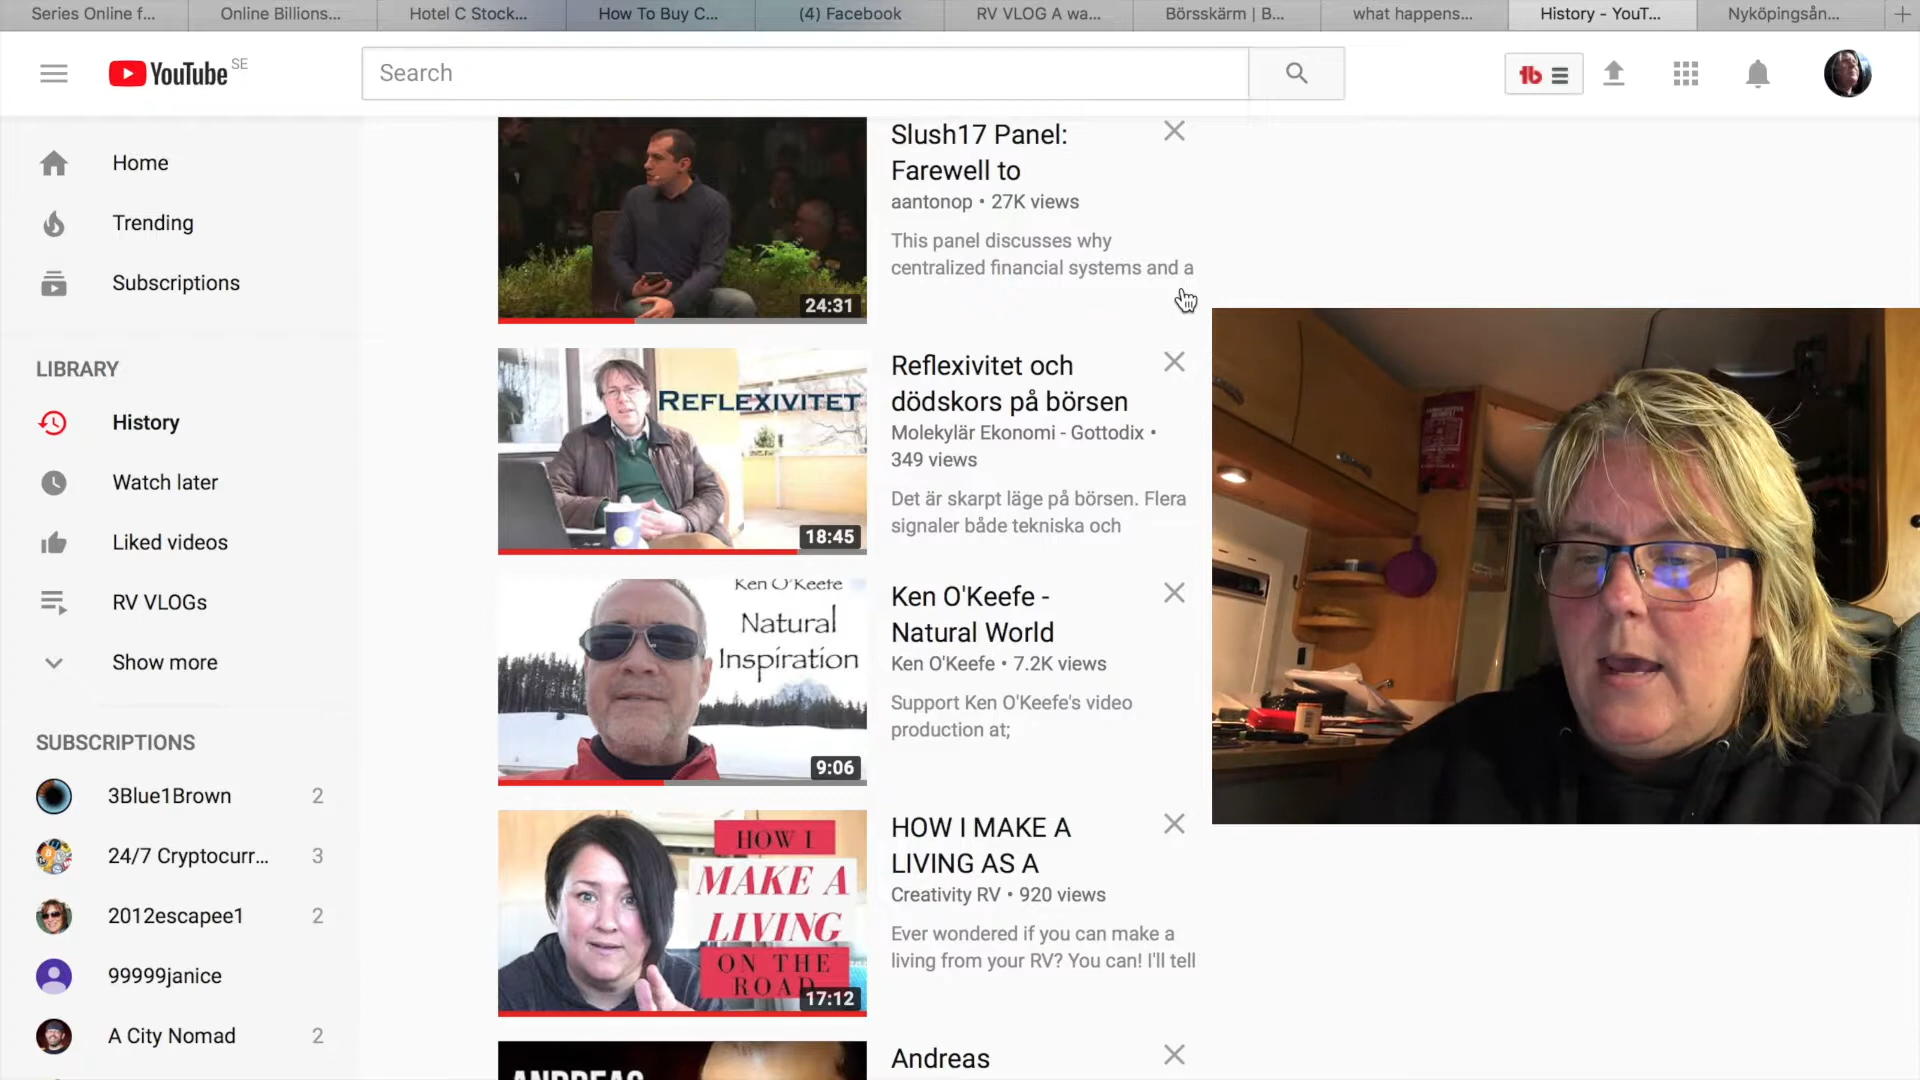 Series Online f...
Online Billions...
Hotel C Stock...
How To Buy C...
(4) Facebook
RV VLOG A wa...
Börsskärm | B...
what happens...
History - YouT...
Nyköpingsån...
YouTube SE
Search
Home
Trending
Subscriptions
LIBRARY
History
Watch later
Liked videos
RV VLOGs
Show more
SUBSCRIPTIONS
3Blue1Brown 2
24/7 Cryptocurr... 3
2012escapee1 2
99999janice
A City Nomad 2
24:31
Slush17 Panel:
Farewell to
aantonop • 27K views
This panel discusses why
centralized financial systems and a
REFLEXIVITET
18:45
Reflexivitet och
dödskors på börsen
Molekylär Ekonomi - Gottodix •
349 views
Det är skarpt läge på börsen. Flera
signaler både tekniska och
Ken O'Keefe
Natural
Inspiration
9:06
Ken O'Keefe -
Natural World
Ken O'Keefe • 7.2K views
Support Ken O'Keefe's video
production at;
HOW I
MAKE A
LIVING
ON THE
ROAD
17:12
HOW I MAKE A
LIVING AS A
Creativity RV • 920 views
Ever wondered if you can make a
living from your RV? You can! I'll tell
ANDREAS
Andreas